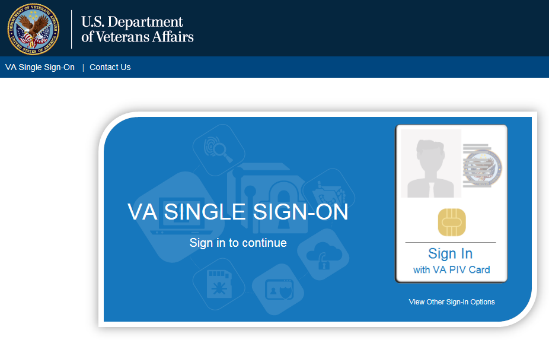 U.S. Department
of Veterans Affairs
VA Single Sign-On | Contact Us
VA SINGLE SIGN-ON
Sign in to continue
Sign In
with VA PIV Card
View Other Sign-In Options